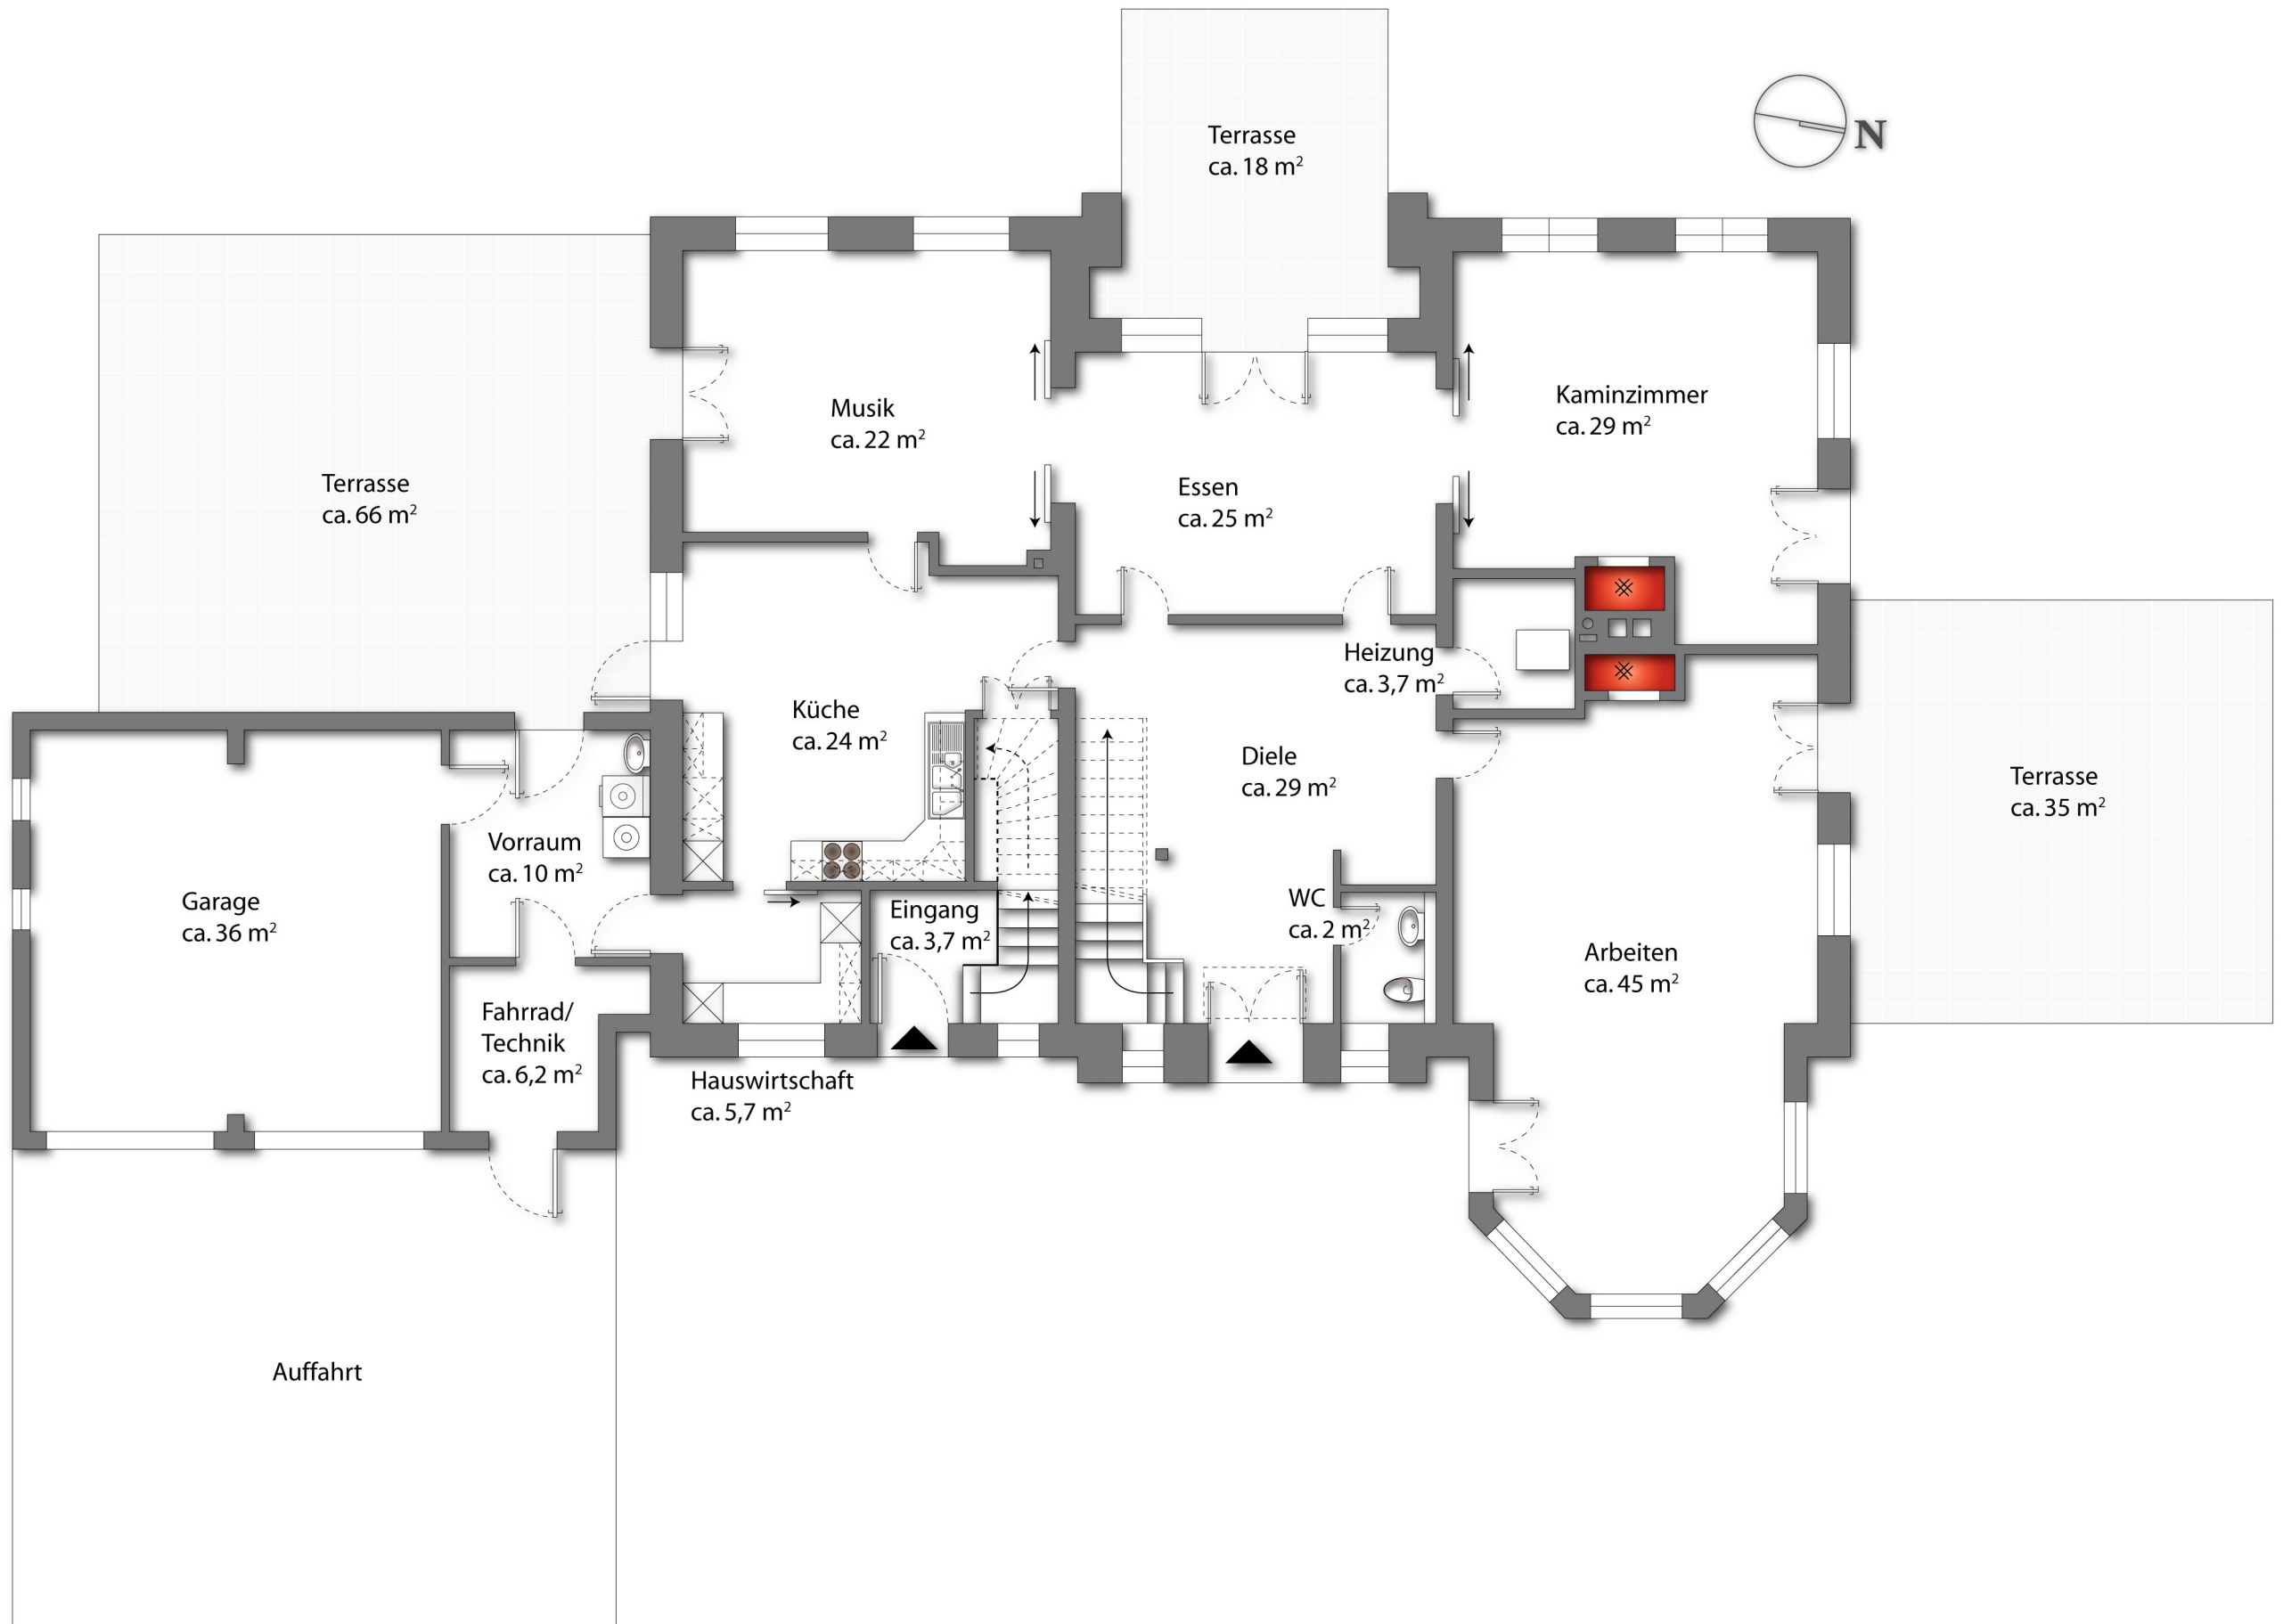 Terrasse
ca. 18 m²
N
Musik
ca. 22 m²
Kaminzimmer
ca. 29 m²
Terrasse
ca. 66 m²
Essen
ca. 25 m²
Heizung
ca. 3,7 m²
Küche
ca. 24 m²
Diele
ca. 29 m²
Terrasse
ca. 35 m²
Vorraum
ca. 10 m²
Garage
ca. 36 m²
Eingang
ca. 3,7 m²
WC
ca. 2 m²
Arbeiten
ca. 45 m²
Fahrrad/
Technik
ca. 6,2 m²
Hauswirtschaft
ca. 5,7 m²
Auffahrt